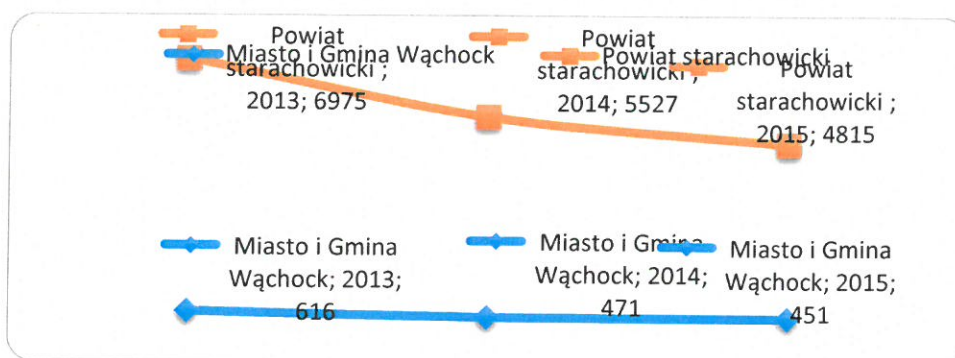 Powiat
starachowicki ;
2013; 6975
Miasto i Gmina Wąchock
Powiat
starachowicki ;
2014; 5527
Powiat starachowicki
Powiat
starachowicki ;
2015; 4815
Miasto i Gmina
Wąchock; 2013;
616
Miasto i Gmina
Wąchock; 2014;
471
Miasto i Gmina
Wąchock; 2015;
451